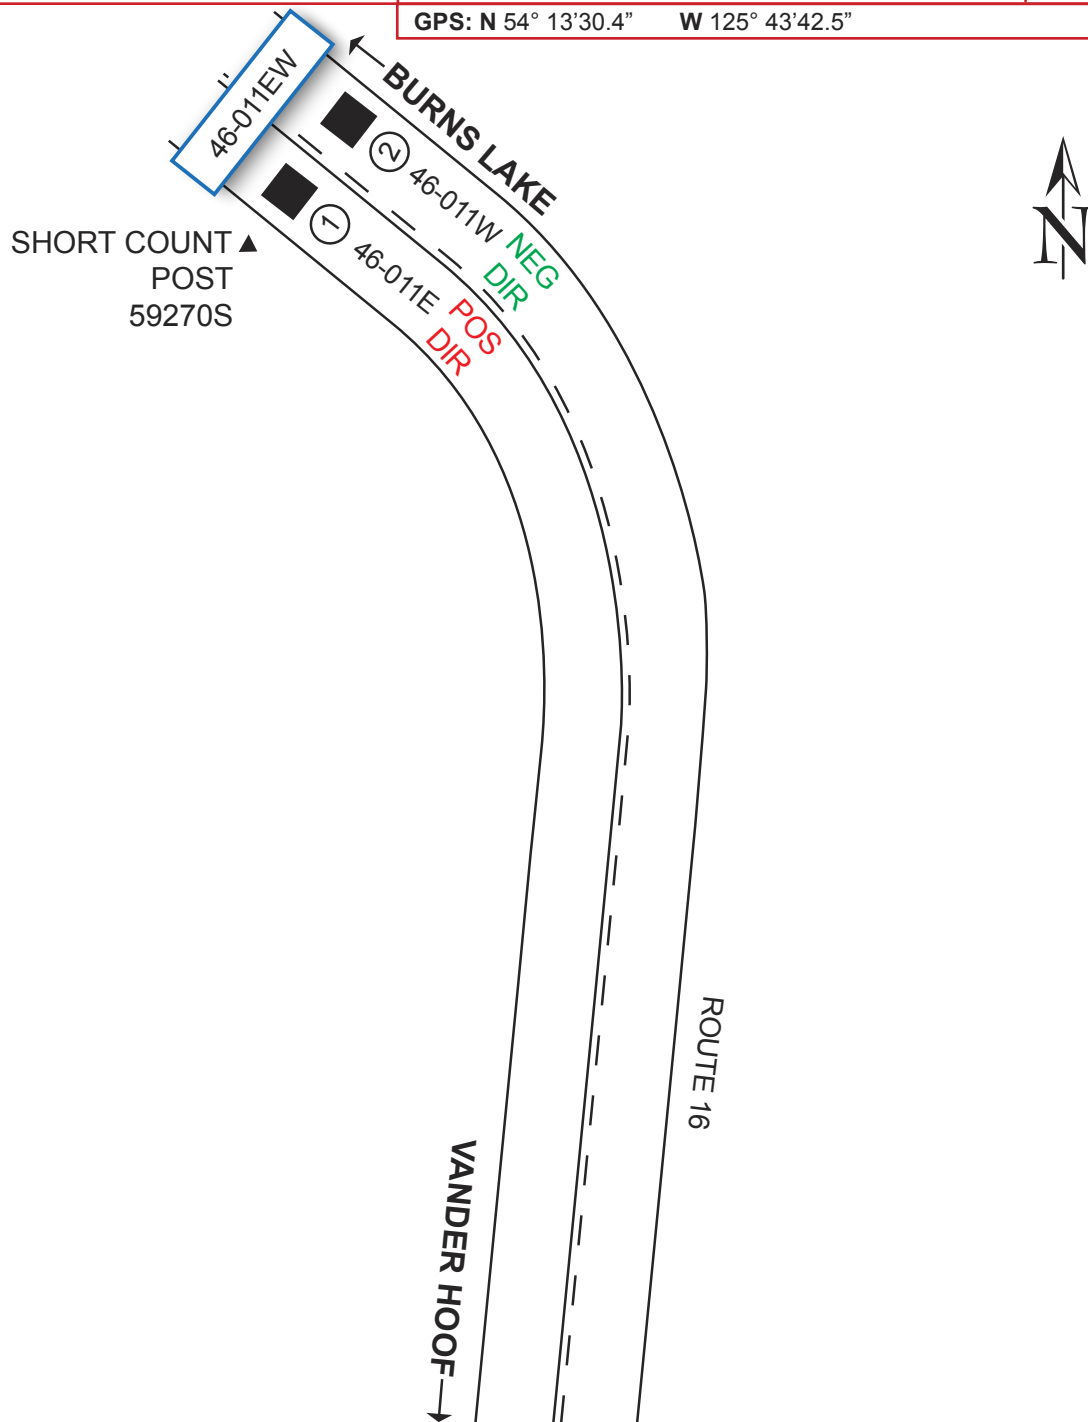 GPS: N 54° 13’30.4” W 125° 43’42.5”
46-011EW
BURNS LAKE
2 46-011W NEG
DIR
1 46-011E POS
DIR
SHORT COUNT ▲
POST
59270S
N
ROUTE 16
VANDER HOOF